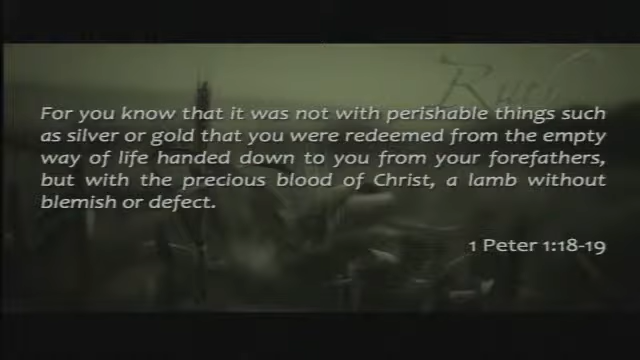 Ruth
For you know that it was not with perishable things such
as silver or gold that you were redeemed from the empty
way of life handed down to you from your forefathers,
but with the precious blood of Christ, a lamb without
blemish or defect.
1 Peter 1:18-19